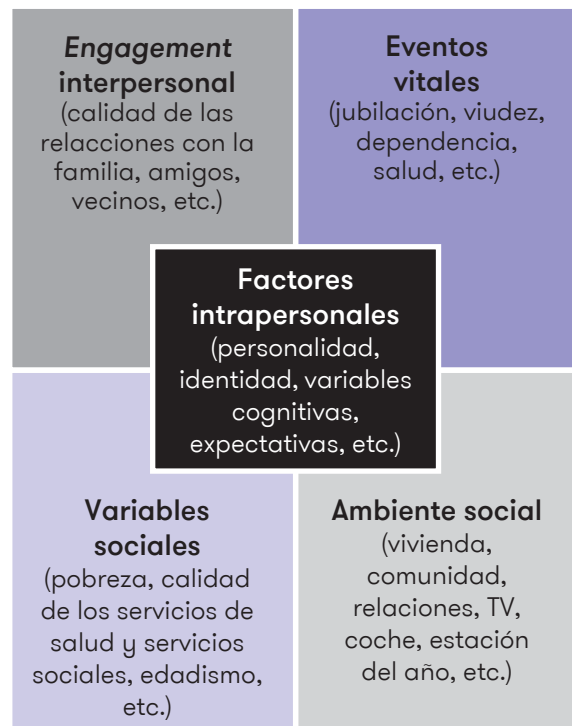 Engagement
interpersonal
(calidad de las
relacciones con la
familia, amigos,
vecinos, etc.)
Eventos
vitales
(jubilación, viudez,
dependencia,
salud, etc.)
Factores
intrapersonales
(personalidad,
identidad, variables
cognitivas,
expectativas, etc.)
Variables
sociales
(pobreza, calidad
de los servicios de
salud y servicios
sociales, edadismo,
etc.)
Ambiente social
(vivienda,
comunidad,
relaciones, TV,
coche, estación
del año, etc.)